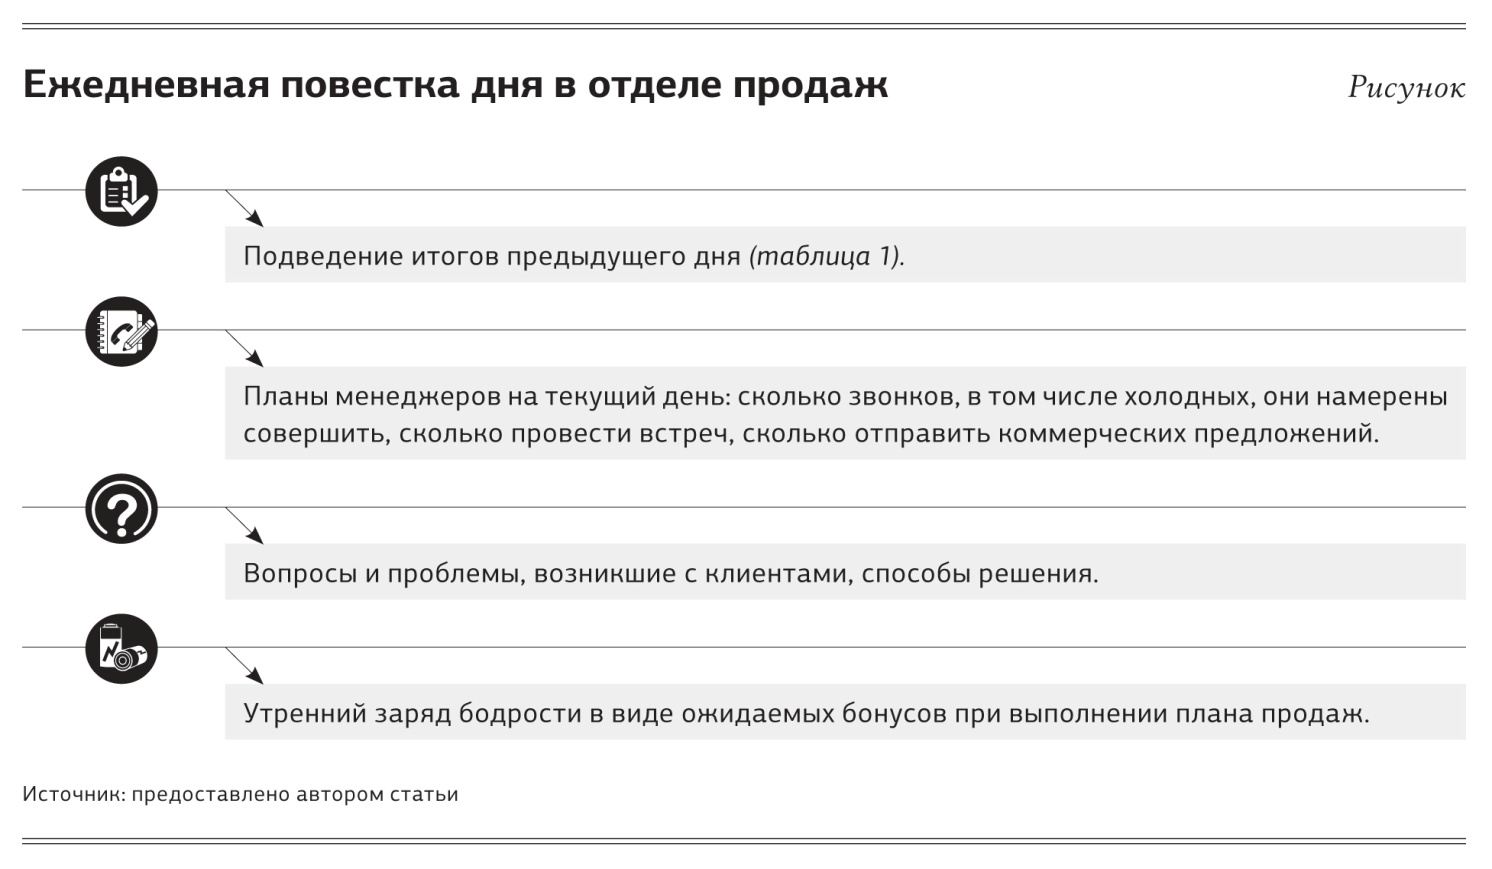 Ежедневная повестка дня в отделе продаж
Рисунок
Подведение итогов предыдущего дня (таблица 1).
Планы менеджеров на текущий день: сколько звонков, в том числе холодных, они намерены
совершить, сколько провести встреч, сколько отправить коммерческих предложений.
Вопросы и проблемы, возникшие с клиентами, способы решения.
Утренний заряд бодрости в виде ожидаемых бонусов при выполнении плана продаж.
Источник: предоставлено автором статьи